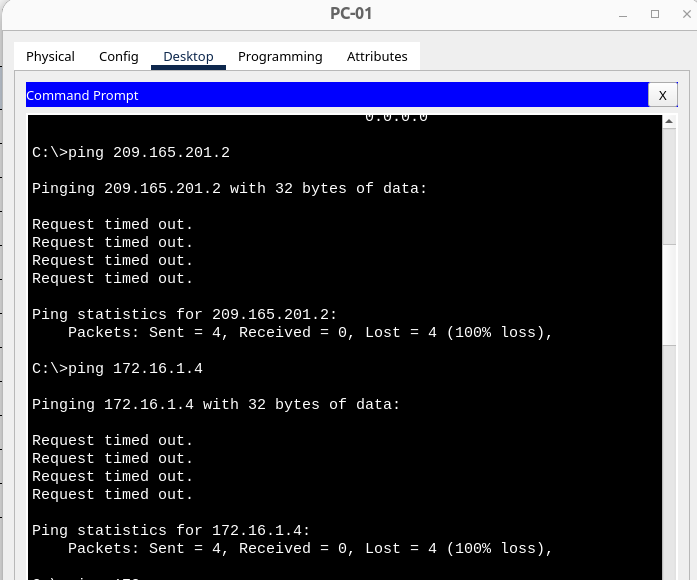 PC-01
Physical Config Desktop Programming Attributes
Command Prompt X
0.0.0.0
C:\>ping 209.165.201.2
Pinging 209.165.201.2 with 32 bytes of data:
Request timed out.
Request timed out.
Request timed out.
Request timed out.
Ping statistics for 209.165.201.2:
Packets: Sent = 4, Received = 0, Lost = 4 (100% loss),
C:\>ping 172.16.1.4
Pinging 172.16.1.4 with 32 bytes of data:
Request timed out.
Request timed out.
Request timed out.
Request timed out.
Ping statistics for 172.16.1.4:
Packets: Sent = 4, Received = 0, Lost = 4 (100% loss),